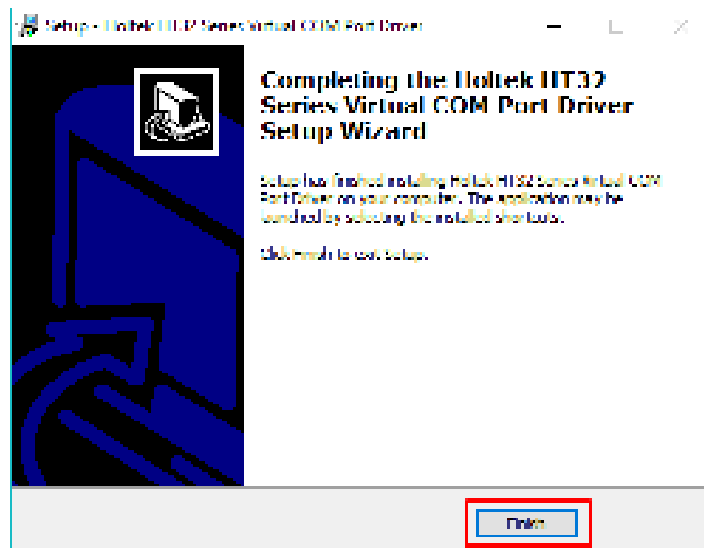 Setup - Holtek HT32 Series Virtual COM Port Driver
Completing the Holtek HT32
Series Virtual COM Port Driver
Setup Wizard
Setup has finished installing Holtek HT32 Series Virtual COM
Port Driver on your computer. The application may be
launched by selecting the installed shortcuts.
Click Finish to exit Setup.
Finish